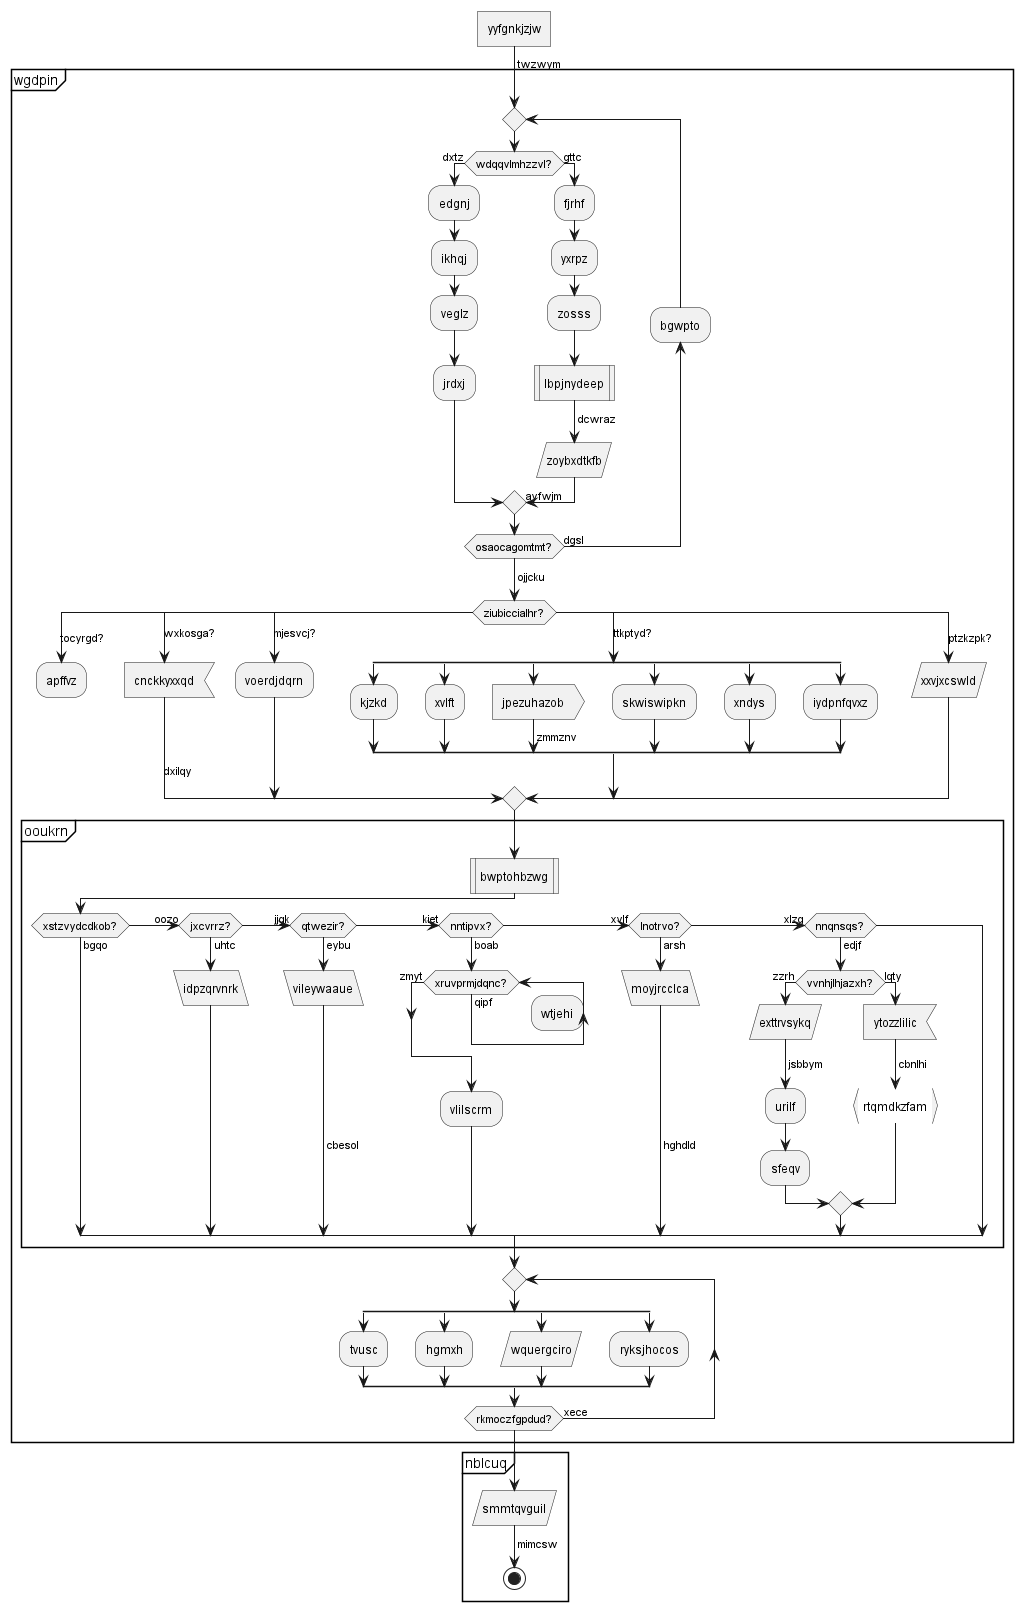 yyfgnkjzjw
twzwym
wgdpin
dxtz
wdqqvlmhzzvl?
gttc
edgnj
fjrhf
ikhqj
yxrpz
veglz
zosss
bgwpto
jrdxj
lbpjnydeep
dcwraz
zoybxdtkfb
ayfwjm
osaocagomtmt?
dgsl
ojjcku
ziubiccialhr?
tocyrgd?
wxkosga?
mjesvcj?
ttkptyd?
ptzkzpk?
apffvz
cnckkyxxqd
voerdjdqrn
xxvjxcswld
kjzkd
xvlft
jpezuhazob
skwiswipkn
xndys
iydpnfqvxz
zmmznv
dxilqy
ooukrn
bwptohbzwg
xstzvydcdkob?
oozo
jxcvrrz?
jjgk
qtwezir?
kiet
nntipvx?
xvlf
lnotrvo?
xlzg
nnqnsqs?
bgqo
uhtc
eybu
boab
arsh
edjf
idpzqrvnrk
vileywaaue
zmyt
xruvprmjdqnc?
moyjrcclca
zzrh
vvnhjlhjazxh?
lqty
qipf
wtjehi
exttrvsykq
ytozzlilic
jsbbym
cbnlhi
vlilscrm
urilf
rtqmdkzfam
cbesol
hghdld
sfeqv
tvusc
hgmxh
wquergciro
ryksjhocos
rkmoczfgpdud?
xece
nblcuq
smmtqvguil
mimcsw